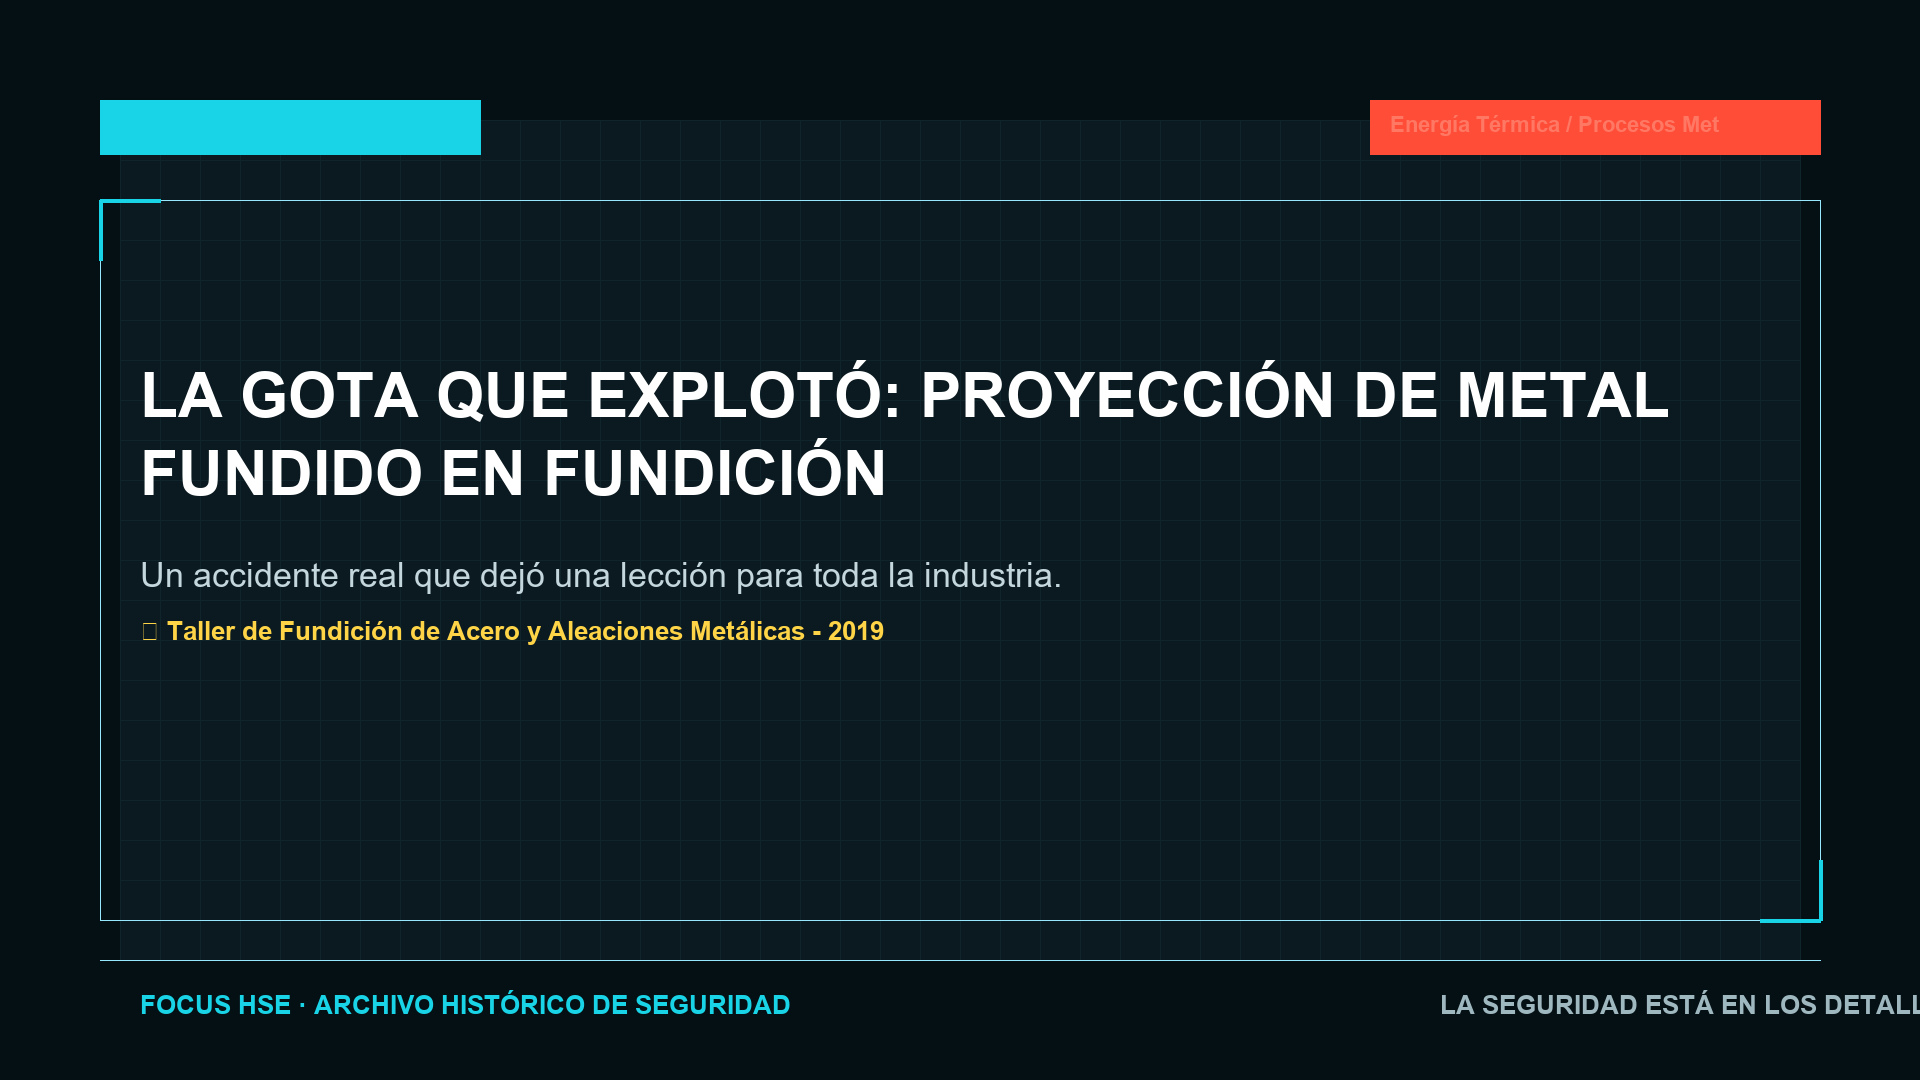 Energía Térmica / Procesos Met
LA GOTA QUE EXPLOTÓ: PROYECCIÓN DE METAL
FUNDIDO EN FUNDICIÓN
Un accidente real que dejó una lección para toda la industria.
Taller de Fundición de Acero y Aleaciones Metálicas - 2019
FOCUS HSE · ARCHIVO HISTÓRICO DE SEGURIDAD
LA SEGURIDAD ESTÁ EN LOS DETALL